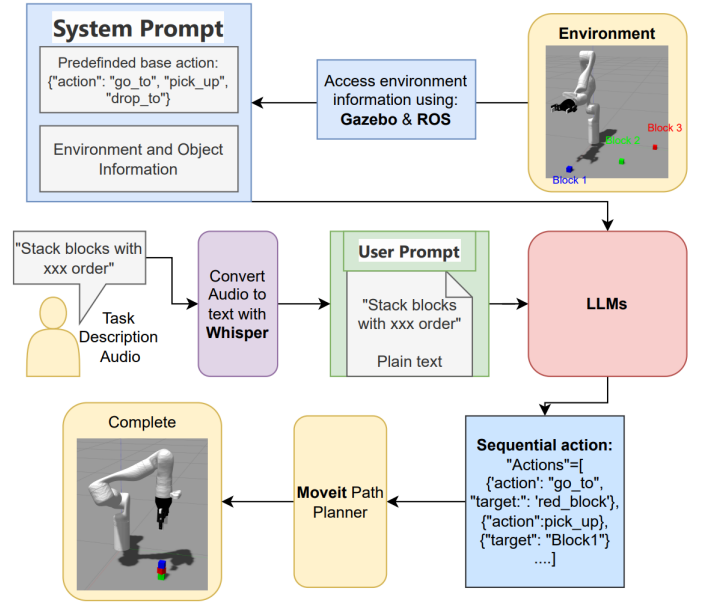 System Prompt
Predefinded base action:
{"action": "go_to", "pick_up",
"drop_to"}
Environment and Object
Information
Access environment
information using:
Gazebo & ROS
Environment
Block 3
Block 2
Block 1
"Stack blocks with
xxx order"
Task
Description
Audio
Convert
Audio to
text with
Whisper
User Prompt
"Stack blocks
with xxx order"
Plain text
LLMs
Complete
Moveit Path
Planner
Sequential action:
"Actions"=[
{'action': "go_to",
"target:": 'red_block'},
{"action":pick_up},
{"target": "Block1"}
....]